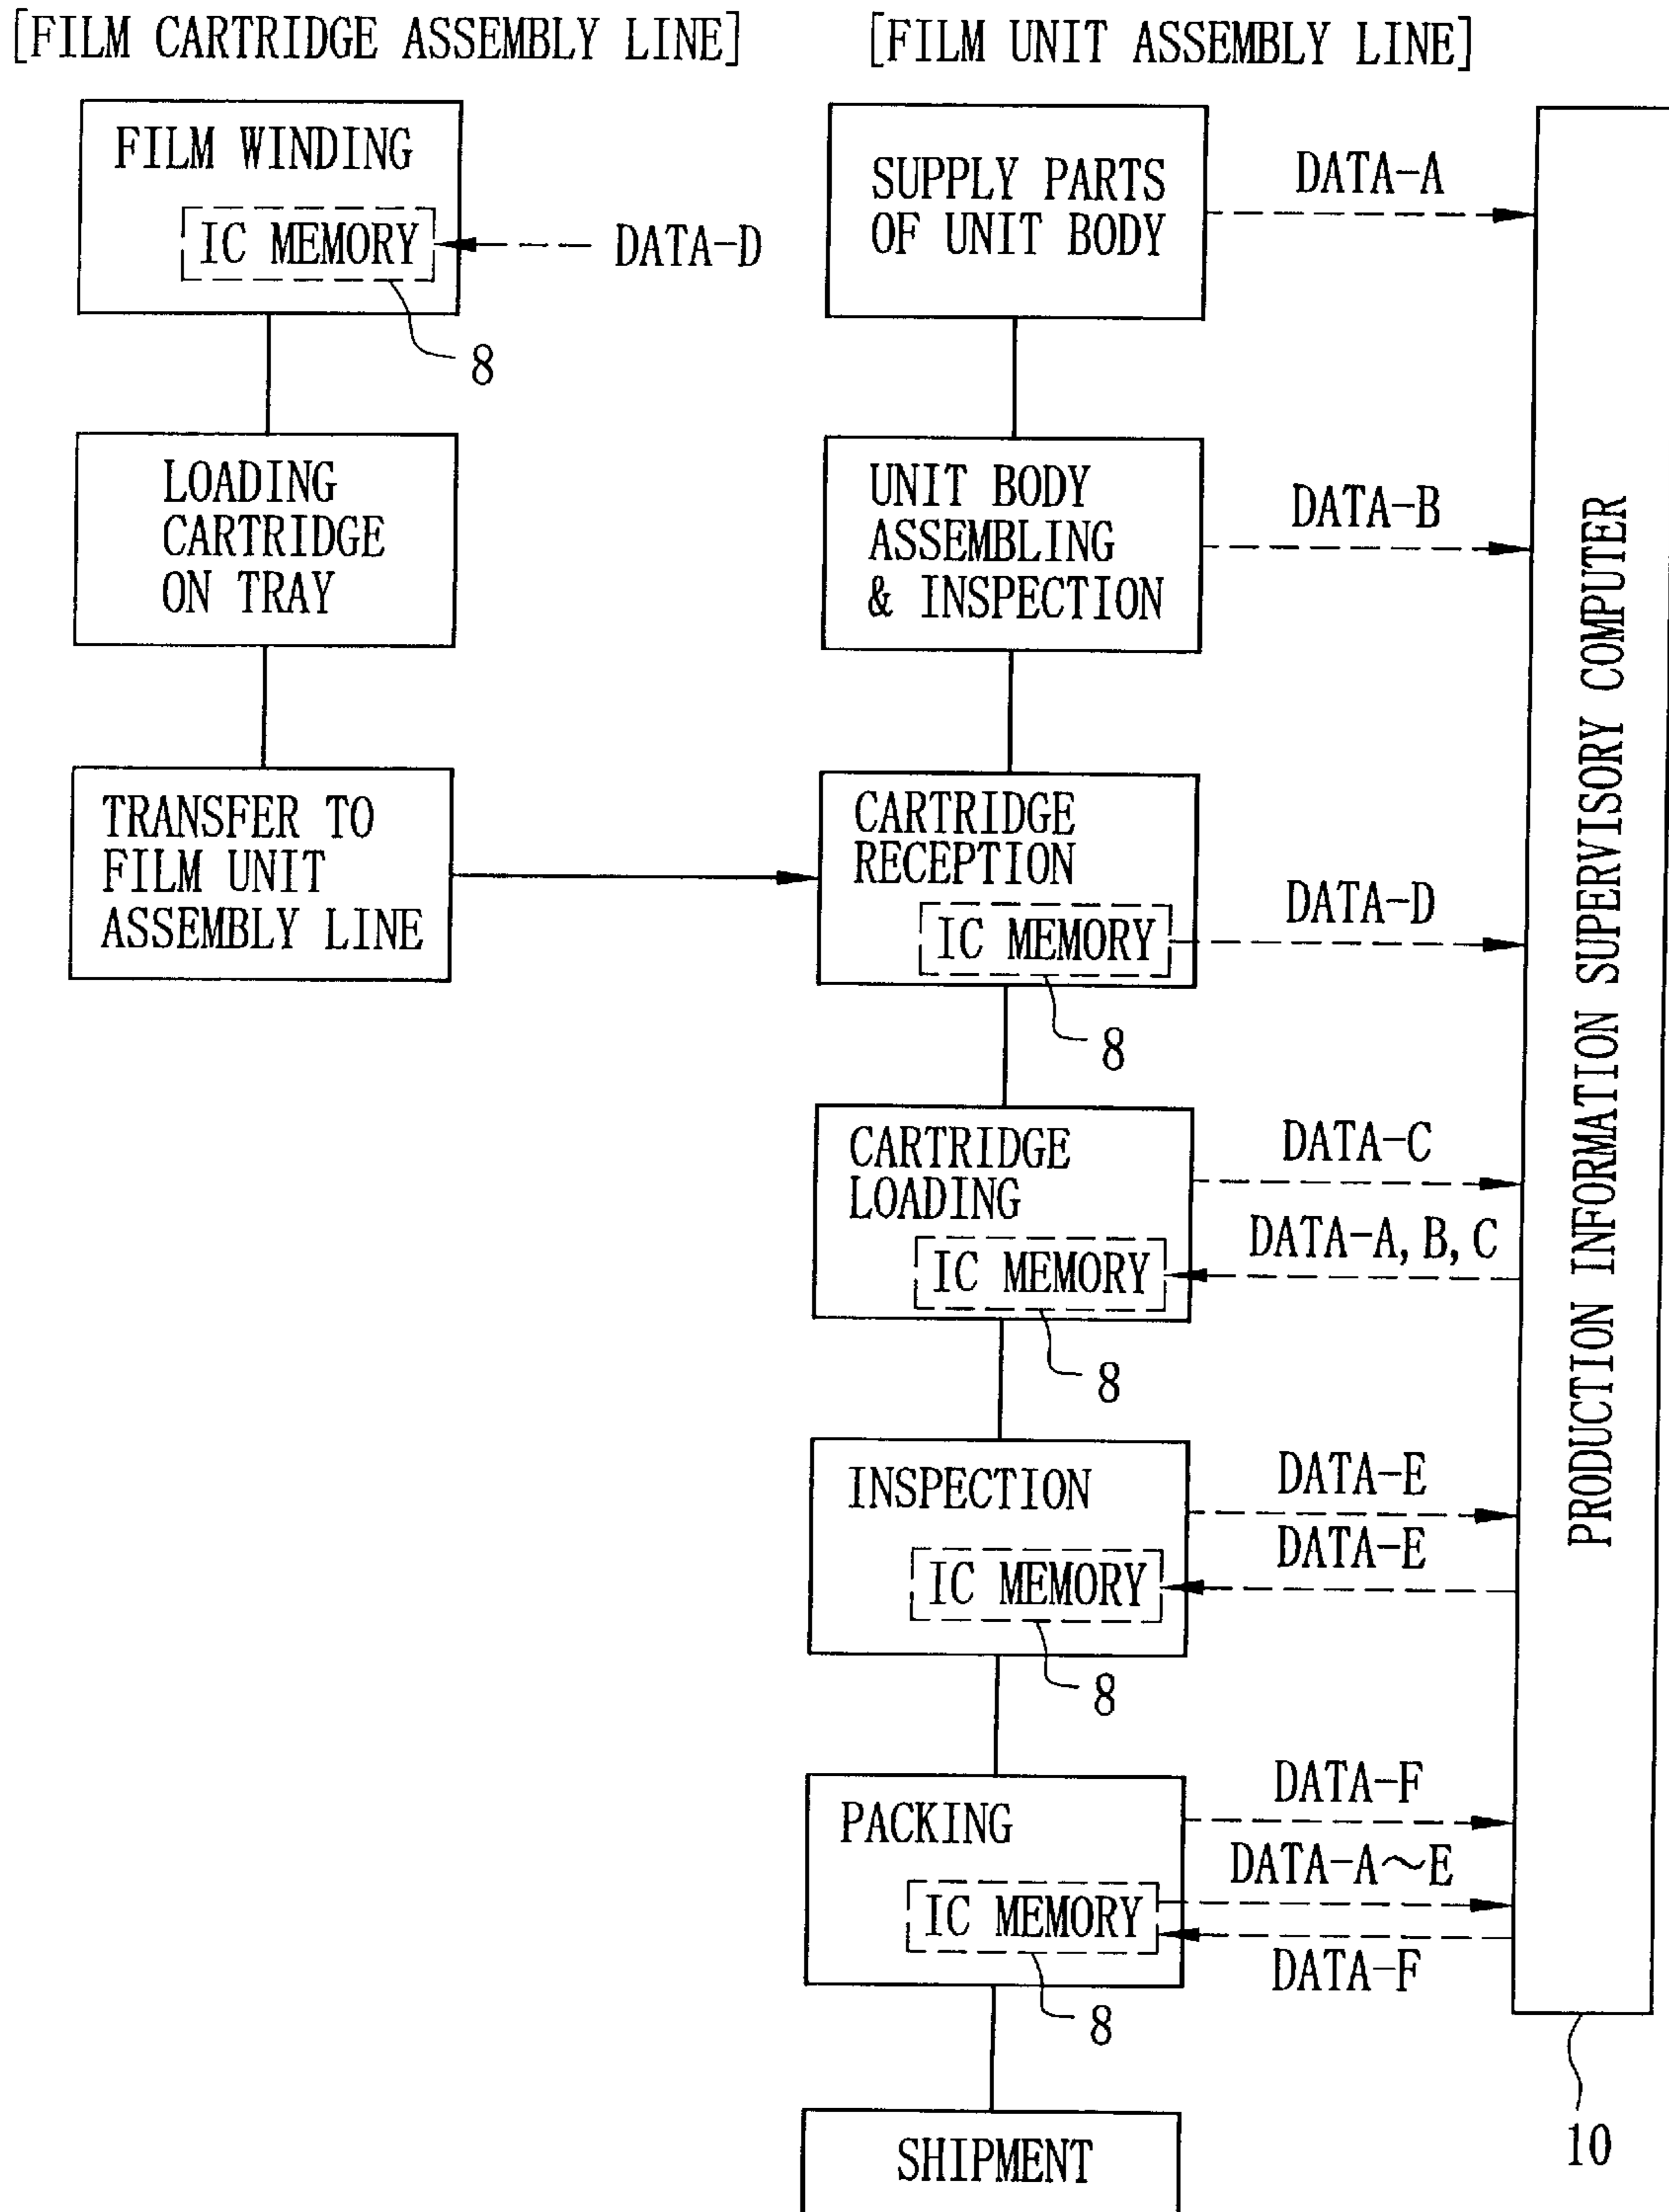 [FILM CARTRIDGE ASSEMBLY LINE]
FILM WINDING
IC MEMORY
DATA-D
8
LOADING
CARTRIDGE
ON TRAY
TRANSFER TO
FILM UNIT
ASSEMBLY LINE
[FILM UNIT ASSEMBLY LINE]
SUPPLY PARTS
OF UNIT BODY
DATA-A
UNIT BODY
ASSEMBLING
& INSPECTION
DATA-B
CARTRIDGE
RECEPTION
IC MEMORY
DATA-D
8
CARTRIDGE
LOADING
DATA-C
DATA-A, B, C
IC MEMORY
8
INSPECTION
DATA-E
DATA-E
IC MEMORY
8
PACKING
DATA-F
DATA-A~E
IC MEMORY
DATA-F
8
SHIPMENT
PRODUCTION INFORMATION SUPERVISORY COMPUTER
10